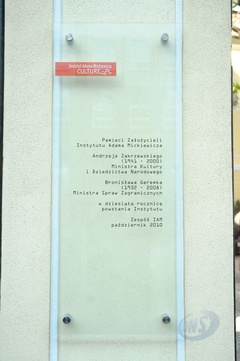 Instytut Adama Mickiewicza
CULTURE.PL
Pamięci Założycieli
Instytutu Adama Mickiewicza
Andrzeja Zakrzewskiego
(1941 - 2000)
Ministra Kultury
i Dziedzictwa Narodowego
Bronisława Geremka
(1932 - 2008)
Ministra Spraw Zagranicznych
w dziesiątą rocznicę
powstania Instytutu
Zespół IAM
październik 2010